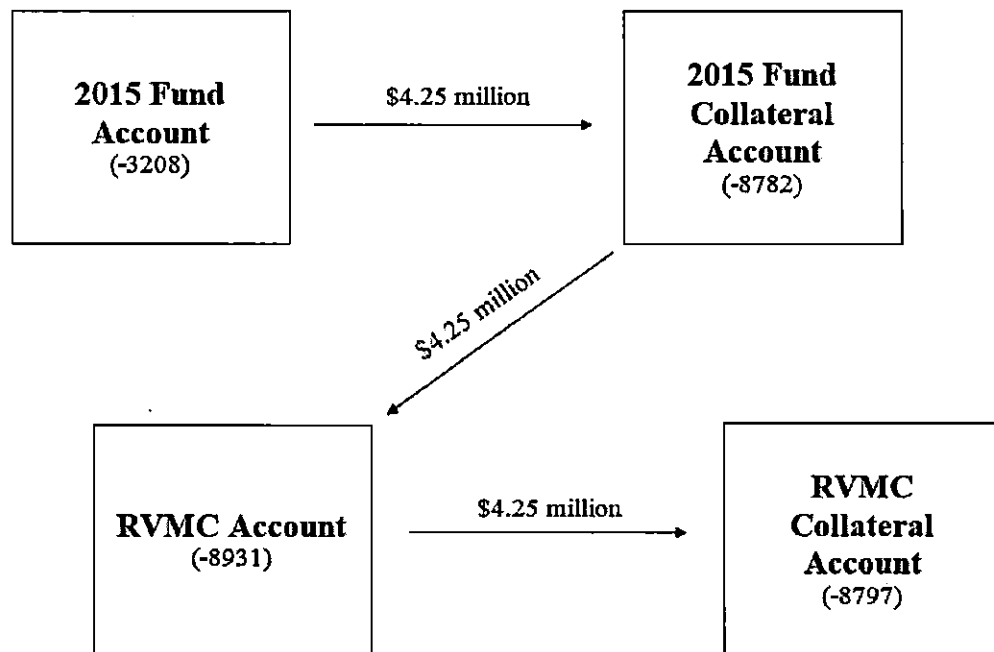 2015 Fund
Account
(-3208)
$4.25 million
2015 Fund
Collateral
Account
(-8782)
$4.25 million
RVMC Account
(-8931)
$4.25 million
RVMC
Collateral
Account
(-8797)